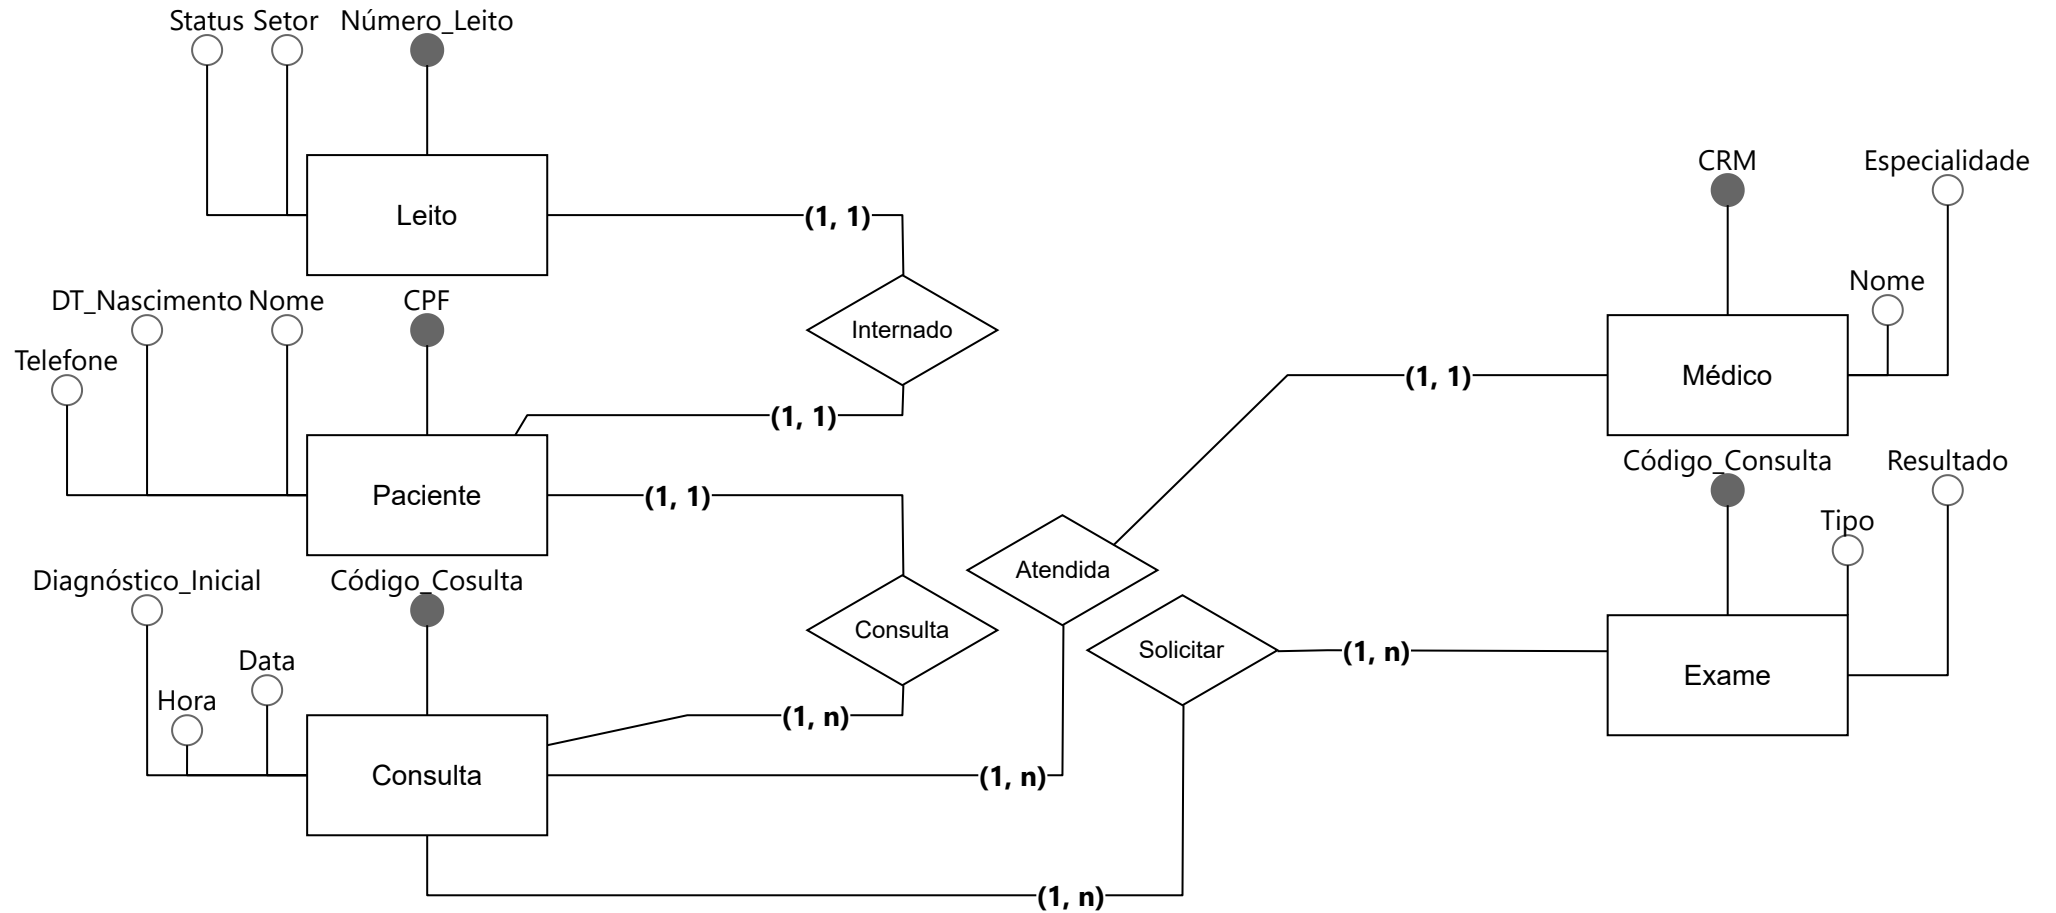 Status Setor Número_Leito
Leito
(1, 1)
Internado
(1, 1)
DT_Nascimento Nome CPF
Telefone
Paciente
(1, 1)
Consulta
(1, n)
Diagnóstico_Inicial Código_Cosulta
Data
Hora
Consulta
(1, n)
(1, n)
Atendida
(1, 1)
Solicitar
(1, n)
CRM Especialidade
Nome
Médico
Código_Consulta Resultado
Tipo
Exame